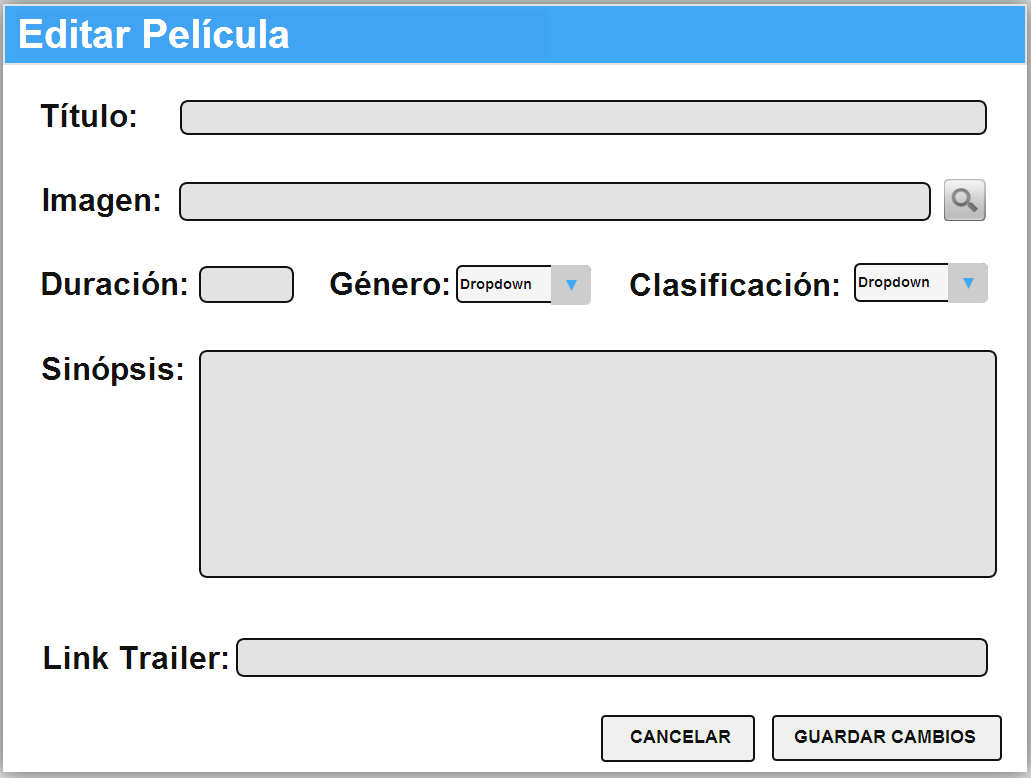 Editar Película
Título:
Imagen:
Duración: Género: Dropdown Clasificación: Dropdown
Sinópsis:
Link Trailer:
CANCELAR GUARDAR CAMBIOS